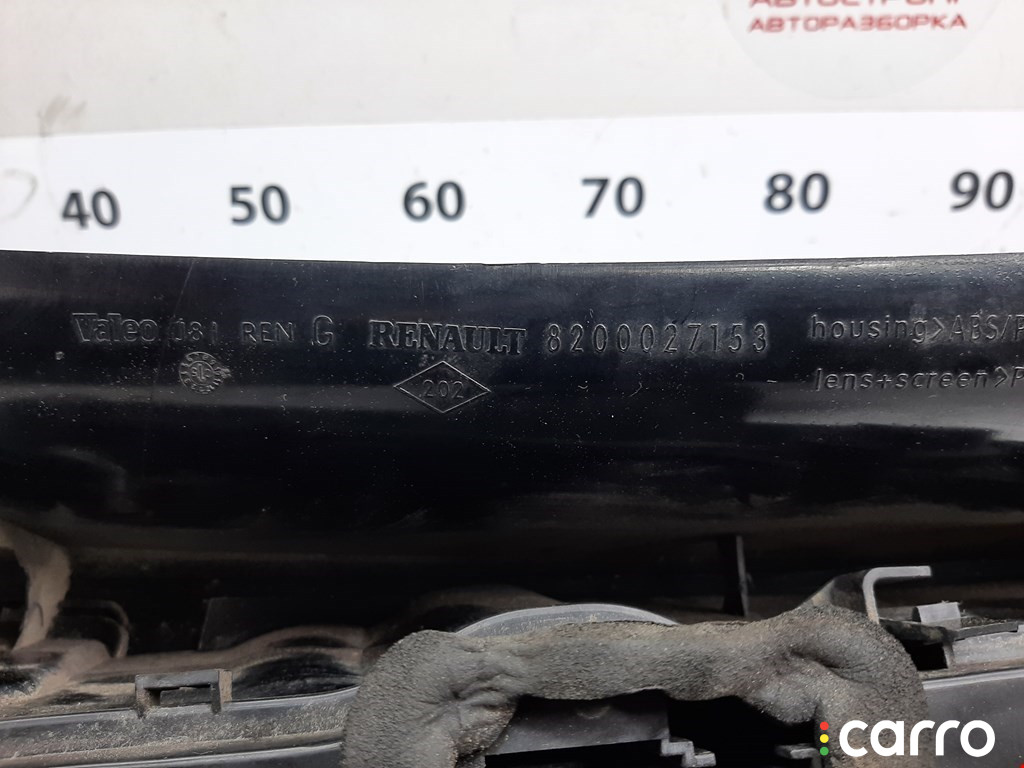 АВТОРАЗБОРКА
40 50 60 70 80 90
Valeo 081 REN G RENAULT 8200027153 housing>ABS/P
202
lens+screen>P
carro